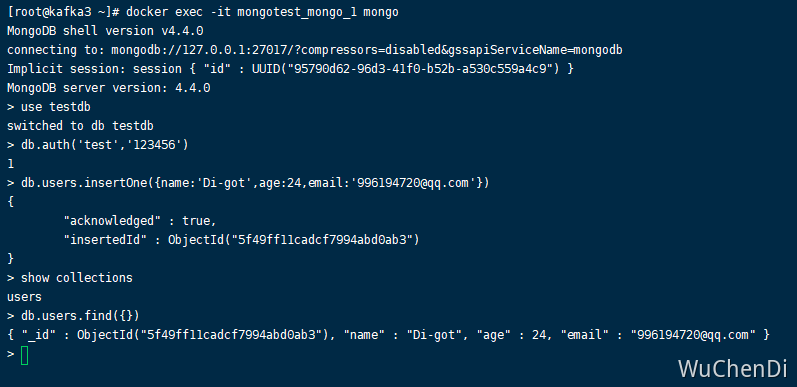 [root@kafka3 ~]# docker exec -it mongotest_mongo_1 mongo
MongoDB shell version v4.4.0
connecting to: mongodb://127.0.0.1:27017/?compressors=disabled&gssapiServiceName=mongodb
Implicit session: session { "id" : UUID("95790d62-96d3-41f0-b52b-a530c559a4c9") }
MongoDB server version: 4.4.0
> use testdb
switched to db testdb
> db.auth('test','123456')
1
> db.users.insertOne({name:'Di-got',age:24,email:'996194720@qq.com'})
{
        "acknowledged" : true,
        "insertedId" : ObjectId("5f49ff11cadcf7994abd0ab3")
}
> show collections
users
> db.users.find({})
{ "_id" : ObjectId("5f49ff11cadcf7994abd0ab3"), "name" : "Di-got", "age" : 24, "email" : "996194720@qq.com" }
>
WuChenDi